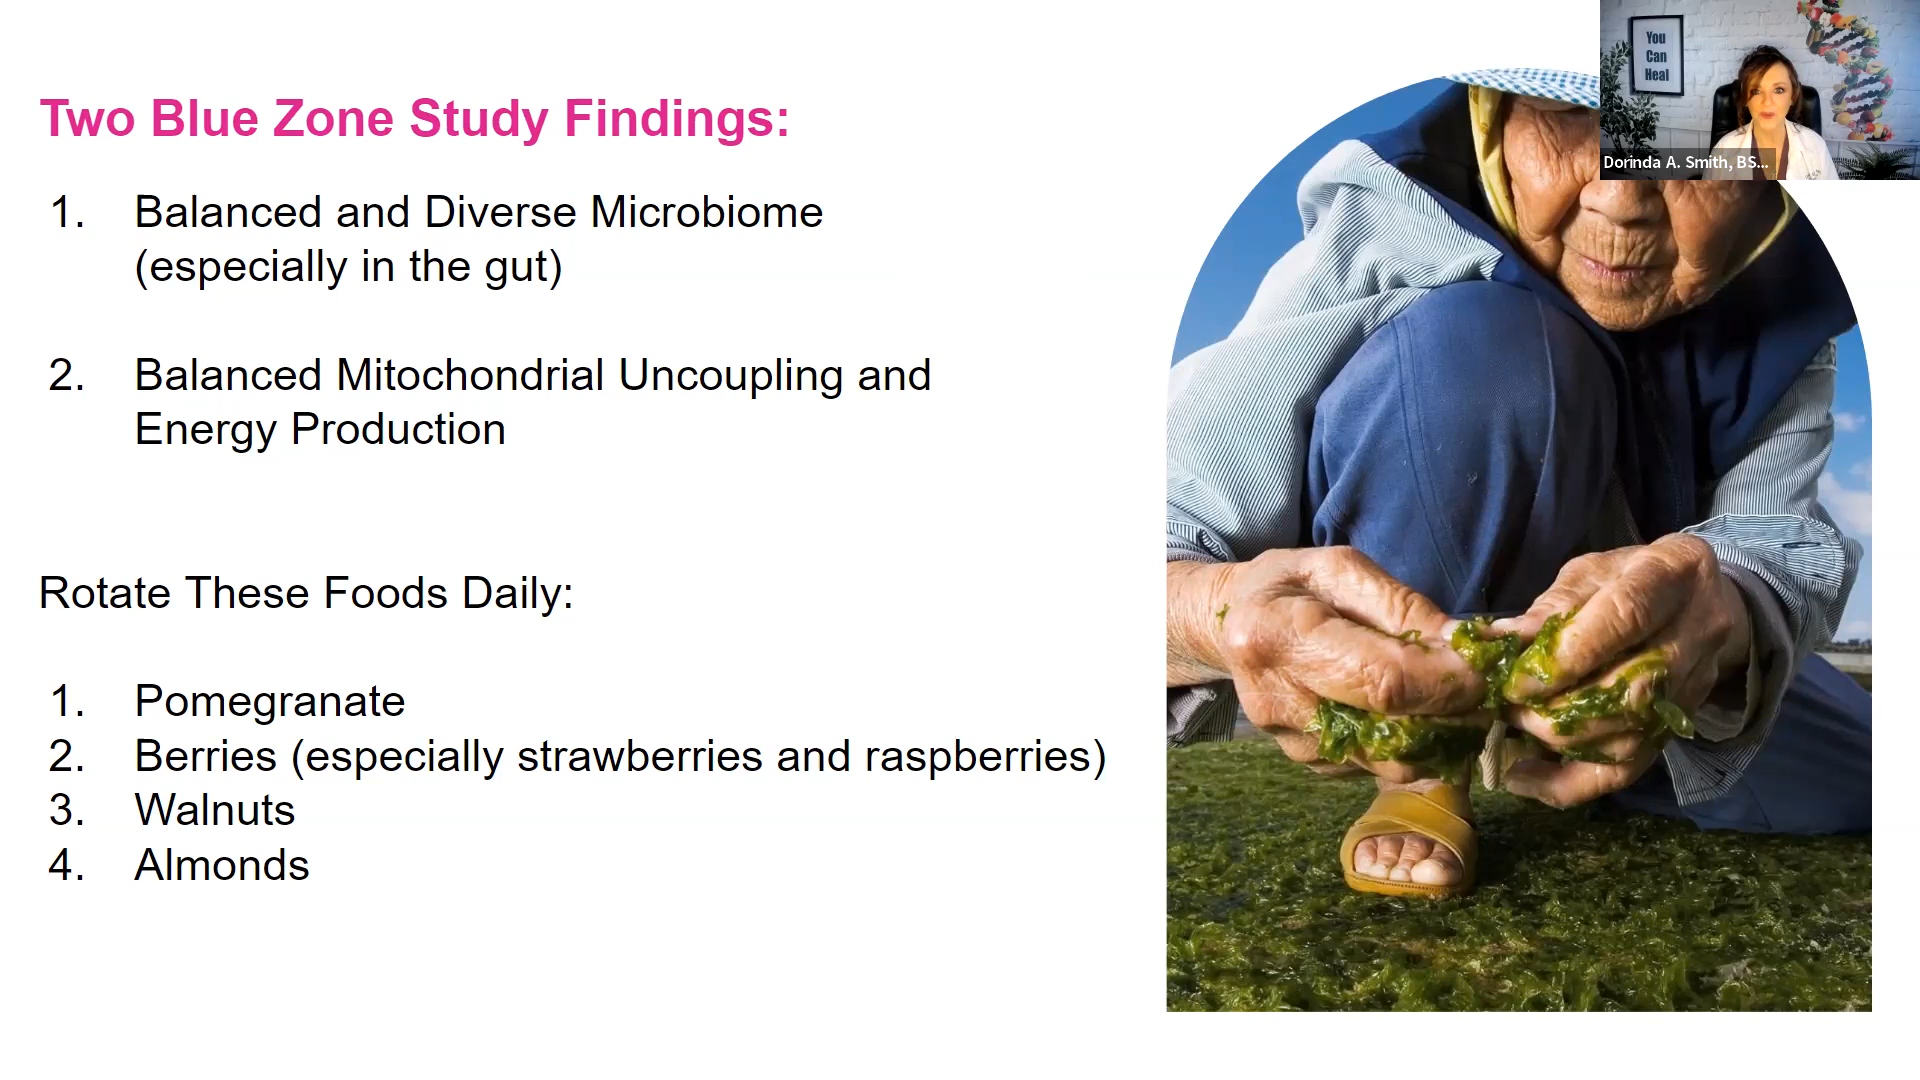 Two Blue Zone Study Findings:
1. Balanced and Diverse Microbiome
(especially in the gut)
2. Balanced Mitochondrial Uncoupling and
Energy Production
Rotate These Foods Daily:
1. Pomegranate
2. Berries (especially strawberries and raspberries)
3. Walnuts
4. Almonds
You
Can
Heal
Dorinda A. Smith, BS...